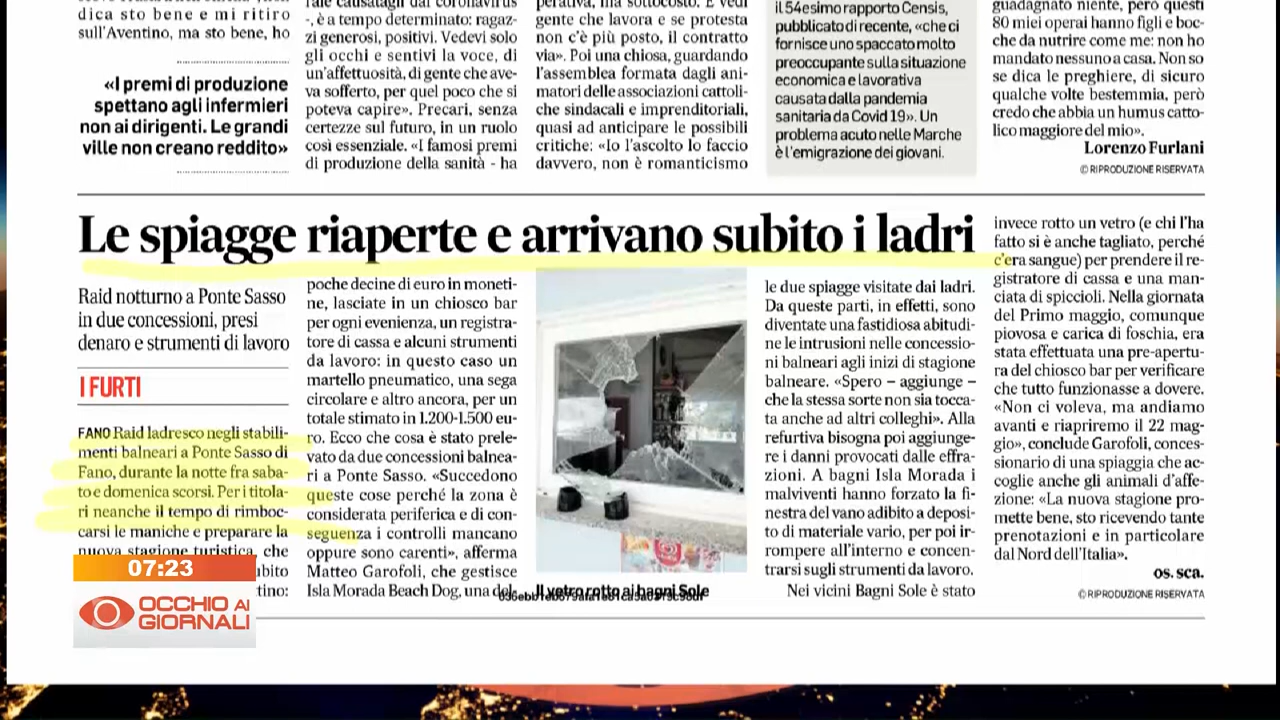 dica sto bene e mi ritiro
sull'Aventino, ma sto bene, ho
«I premi di produzione
spettano agli infermieri
non ai dirigenti. Le grandi
ville non creano reddito»
-, è a tempo determinato: ragaz-
zi generosi, positivi. Vedevi solo
gli occhi e sentivi la voce, di
un'affettuosità, di gente che ave-
va sofferto, per quel poco che si
poteva capire». Precari, senza
certezze sul futuro, in un ruolo
così essenziale. «I famosi premi
di produzione della sanità - ha
perativa, ma sottocosto. E vedi
gente che lavora e se protesta
non c'è più posto, il contratto
via». Poi una chiosa, guardando
l'assemblea formata dagli ani-
matori delle associazioni cattoli-
che sindacali e imprenditoriali,
quasi ad anticipare le possibili
critiche: «Io l'ascolto lo faccio
davvero, non è romanticismo
il 54esimo rapporto Censis,
pubblicato di recente, «che ci
fornisce uno spaccato molto
preoccupante sulla situazione
economica e lavorativa
causata dalla pandemia
sanitaria da Covid 19». Un
problema acuto nelle Marche
è l'emigrazione dei giovani.
guadagnato niente, però questi
80 miei operai hanno figli e boc-
che da nutrire come me: non ho
mandato nessuno a casa. Non so
se dica le preghiere, di sicuro
qualche volte bestemmia, però
credo che abbia un humus catto-
lico maggiore del mio».
Lorenzo Furlani
© RIPRODUZIONE RISERVATA
Le spiagge riaperte e arrivano subito i ladri
Raid notturno a Ponte Sasso
in due concessioni, presi
denaro e strumenti di lavoro
I FURTI
FANO Raid ladresco negli stabili-
menti balneari a Ponte Sasso di
Fano, durante la notte fra saba-
to e domenica scorsi. Per i titola-
ri neanche il tempo di rimboc-
carsi le maniche e preparare la
nuova stagione turistica, che
poche decine di euro in moneti-
ne, lasciate in un chiosco bar
per ogni evenienza, un registra-
tore di cassa e alcuni strumenti
da lavoro: in questo caso un
martello pneumatico, una sega
circolare e altro ancora, per un
totale stimato in 1.200-1.500 eu-
ro. Ecco che cosa è stato prele-
vato da due concessioni balnea-
ri a Ponte Sasso. «Succedono
queste cose perché la zona è
considerata periferica e di con-
seguenza i controlli mancano
oppure sono carenti», afferma
Matteo Garofoli, che gestisce
Isla Morada Beach Dog, una del-
Il vetro rotto ai bagni Sole
le due spiagge visitate dai ladri.
Da queste parti, in effetti, sono
diventate una fastidiosa abitudi-
ne le intrusioni nelle concessio-
ni balneari agli inizi di stagione
balneare. «Spero – aggiunge –
che la stessa sorte non sia tocca-
ta anche ad altri colleghi». Alla
refurtiva bisogna poi aggiunge-
re i danni provocati dalle effra-
zioni. A bagni Isla Morada i
malviventi hanno forzato la fi-
nestra del vano adibito a deposi-
to di materiale vario, per poi ir-
rompere all'interno e concen-
trarsi sugli strumenti da lavoro.
Nei vicini Bagni Sole è stato
invece rotto un vetro (e chi l'ha
fatto si è anche tagliato, perché
c'era sangue) per prendere il re-
gistratore di cassa e una man-
ciata di spiccioli. Nella giornata
del Primo maggio, comunque
piovosa e carica di foschia, era
stata effettuata una pre-apertu-
ra del chiosco bar per verificare
che tutto funzionasse a dovere.
«Non ci voleva, ma andiamo
avanti e riapriremo il 22 mag-
gio», conclude Garofoli, conces-
sionario di una spiaggia che ac-
coglie anche gli animali d'affe-
zione: «La nuova stagione pro-
mette bene, sto ricevendo tante
prenotazioni e in particolare
dal Nord dell'Italia».
os. sca.
© RIPRODUZIONE RISERVATA
07:23
OCCHIO AI
GIORNALI